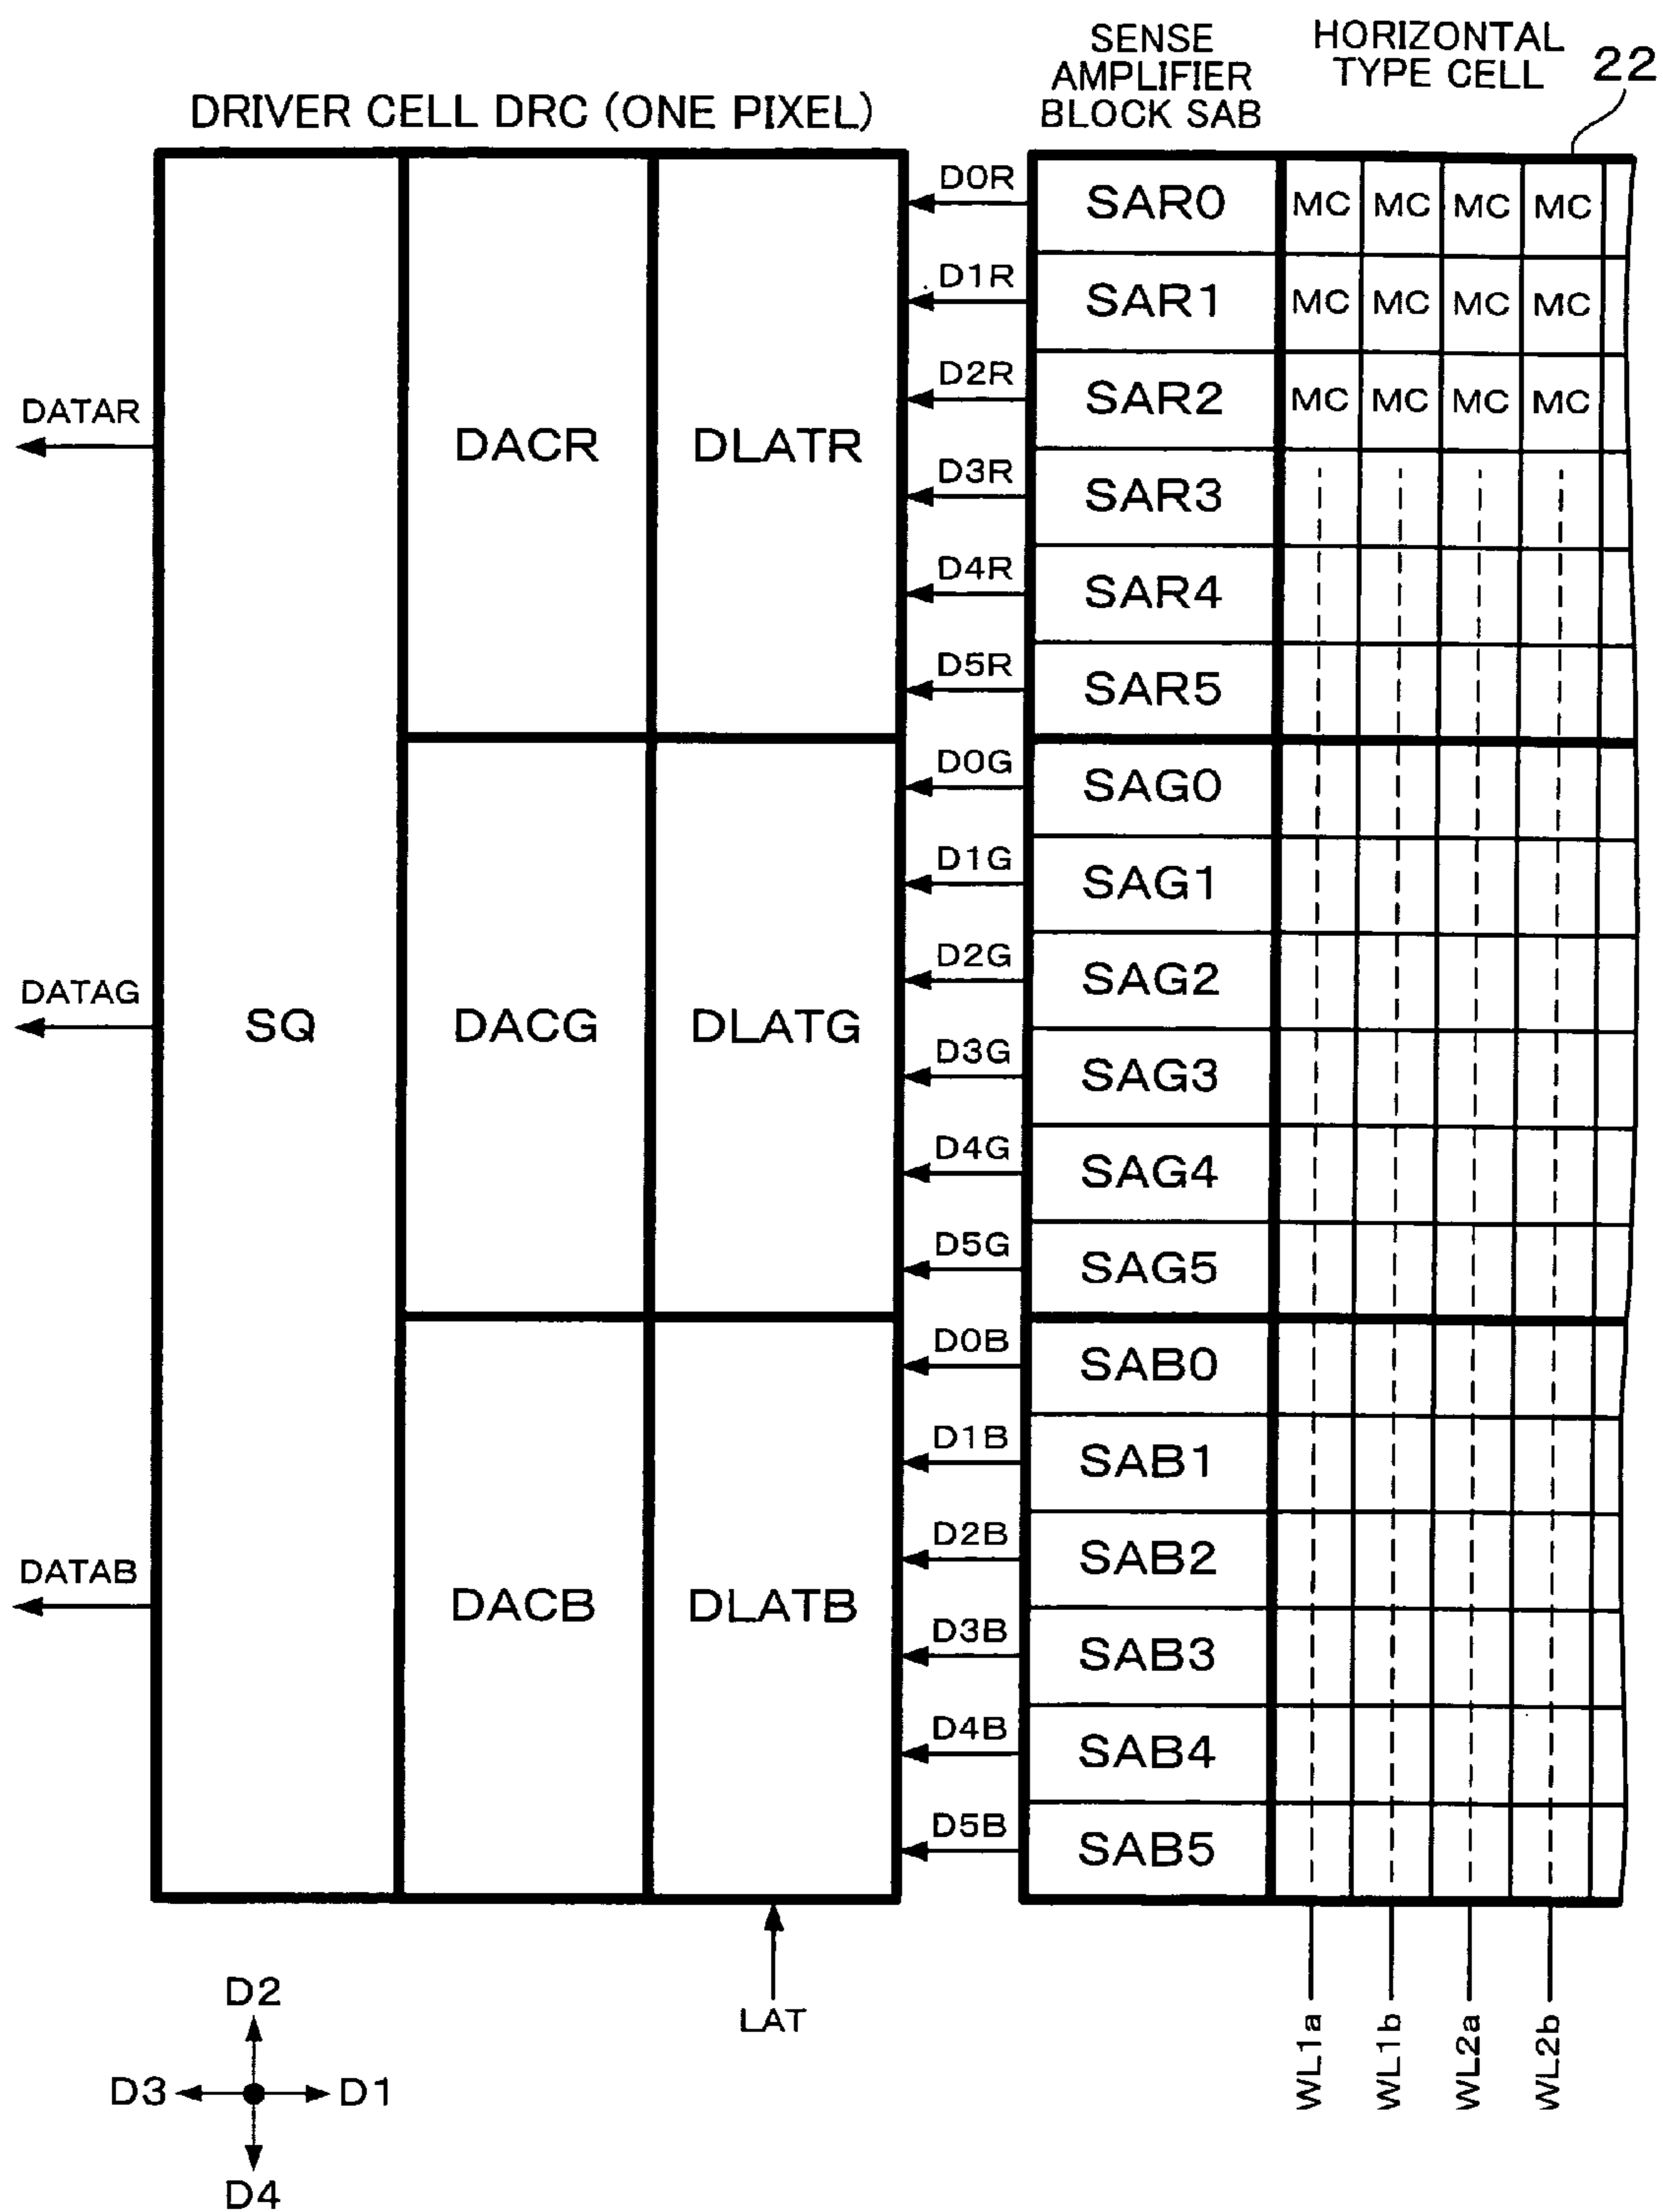 SENSE
AMPLIFIER
BLOCK SAB
HORIZONTAL
TYPE CELL
22
DRIVER CELL DRC (ONE PIXEL)
D0R
SAR0
MC MC MC MC
D1R
SAR1
MC MC MC MC
D2R
SAR2
MC MC MC MC
DATAR
DACR
DLATR
D3R
SAR3
D4R
SAR4
D5R
SAR5
D0G
SAG0
D1G
SAG1
D2G
SAG2
DATAG
SQ
DACG
DLATG
D3G
SAG3
D4G
SAG4
D5G
SAG5
D0B
SAB0
D1B
SAB1
D2B
SAB2
DATAB
DACB
DLATB
D3B
SAB3
D4B
SAB4
D5B
SAB5
LAT
WL1a
WL1b
WL2a
WL2b
D2
D3
D1
D4